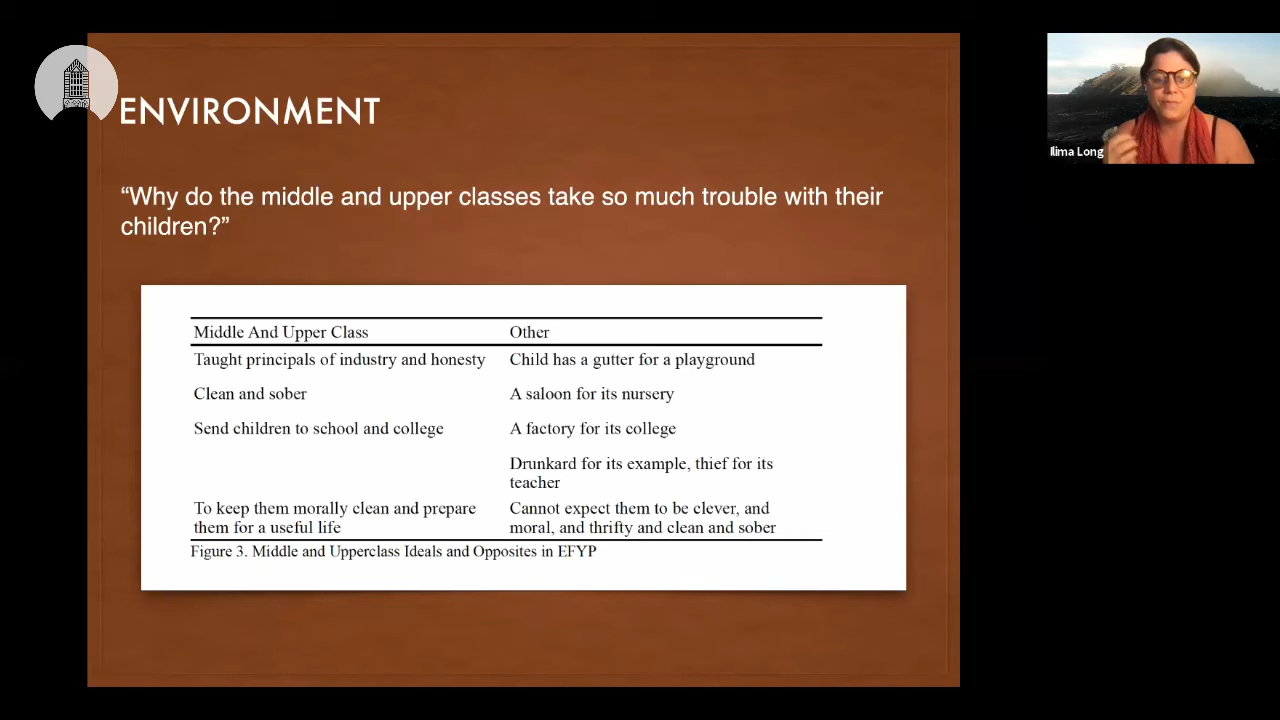 ENVIRONMENT
“Why do the middle and upper classes take so much trouble with their
children?”
Middle And Upper Class Other
Taught principals of industry and honesty Child has a gutter for a playground
Clean and sober A saloon for its nursery
Send children to school and college A factory for its college
Drunkard for its example, thief for its
teacher
To keep them morally clean and prepare Cannot expect them to be clever, and
them for a useful life moral, and thrifty and clean and sober
Figure 3. Middle and Upperclass Ideals and Opposites in EFYP
Ilima Long